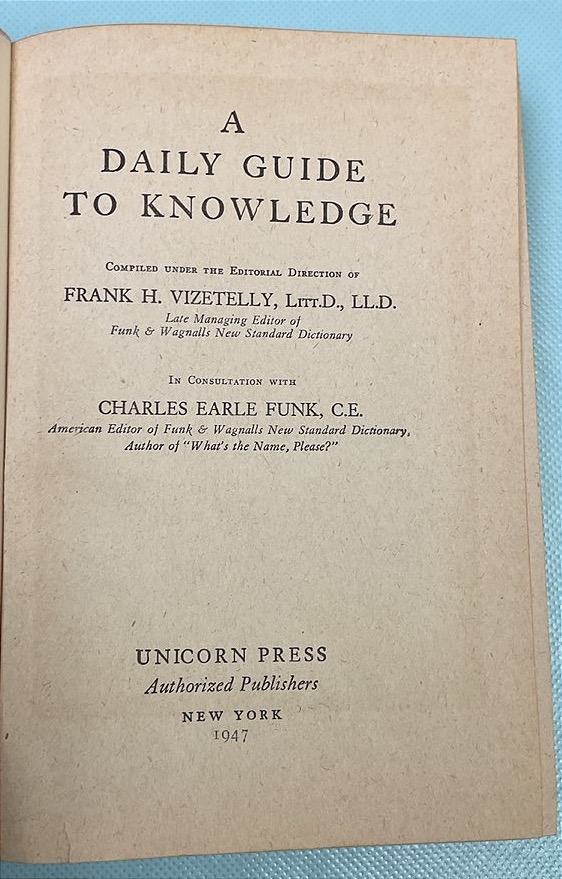 A
DAILY GUIDE
TO KNOWLEDGE
COMPILED UNDER THE EDITORIAL DIRECTION OF
FRANK H. VIZETELLY, LITT.D., LL.D.
Late Managing Editor of
Funk & Wagnalls New Standard Dictionary
IN CONSULTATION WITH
CHARLES EARLE FUNK, C.E.
American Editor of Funk & Wagnalls New Standard Dictionary,
Author of "What's the Name, Please?"
UNICORN PRESS
Authorized Publishers
NEW YORK
1947